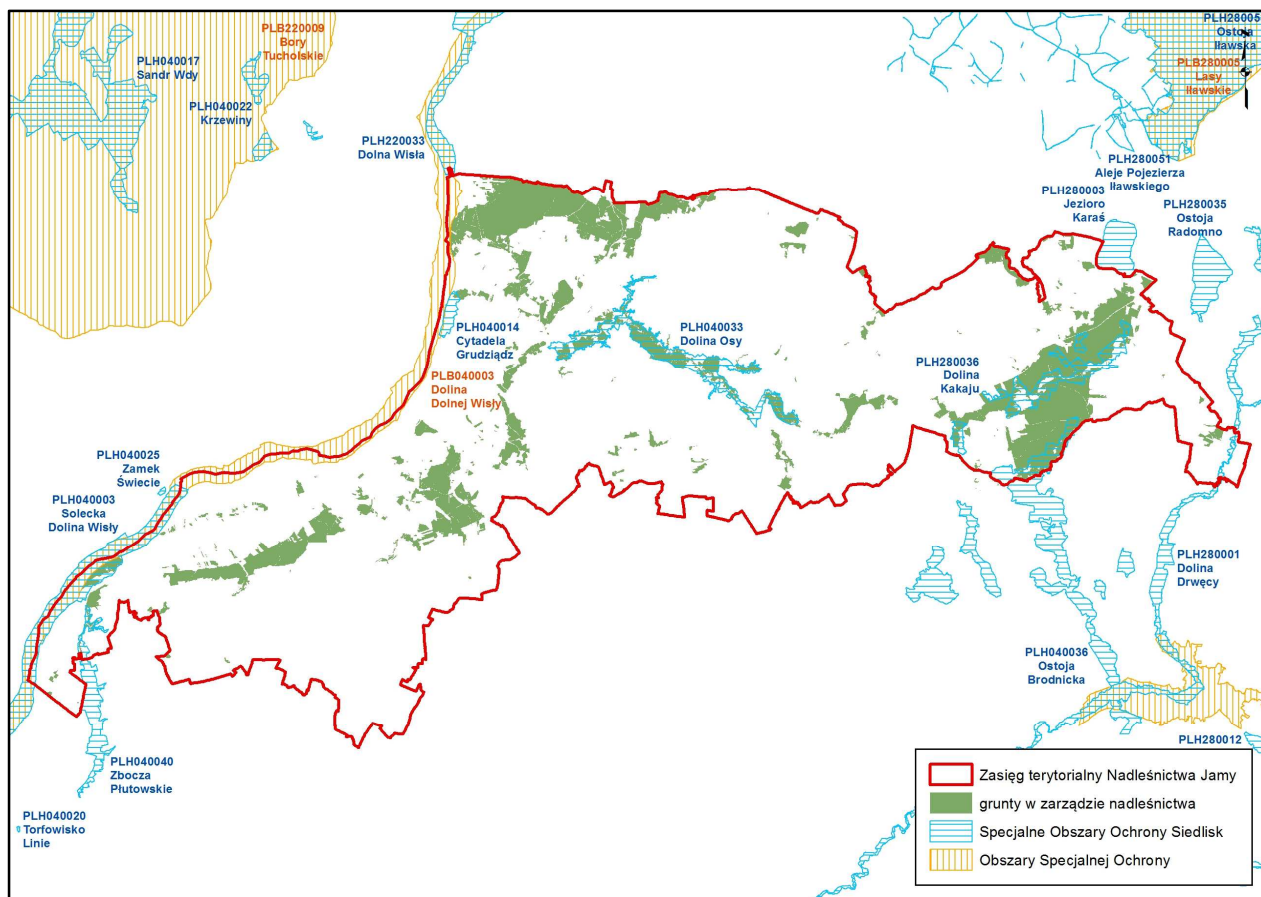 PLB220009
Bory
Tucholskie
PLH040017
Sandr Wdy
PLH040022
Krzewiny
PLH220033
Dolna Wisła
PLH28005
Ostoja
Iławska
PLB280005
Lasy
Iławskie
PLH280051
Aleje Pojezierza
Iławskiego
PLH280003
Jezioro
Karaś
PLH280035
Ostoja
Radomno
PLH040014
Cytadela
Grudziądz
PLH040033
Dolina Osy
PLH280036
Dolina
Kakaju
PLB040003
Dolina
Dolnej Wisły
PLH040025
Zamek
Świecie
PLH040003
Solecka
Dolina Wisły
PLH280001
Dolina
Drwęcy
PLH040036
Ostoja
Brodnicka
PLH280012
PLH040040
Zbocza
Płutowskie
PLH040020
Torfowisko
Linie
Zasięg terytorialny Nadleśnictwa Jamy
grunty w zarządzie nadleśnictwa
Specjalne Obszary Ochrony Siedlisk
Obszary Specjalnej Ochrony